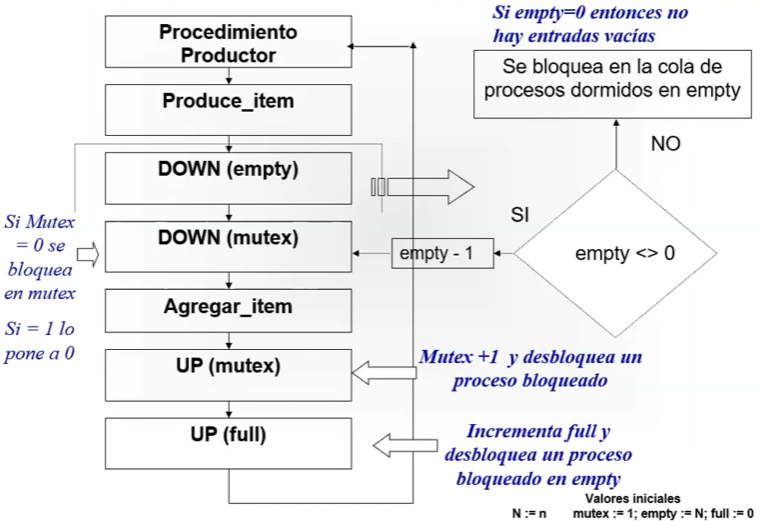 Procedimiento
Productor
Produce_item
DOWN (empty)
DOWN (mutex)
Agregar_item
UP (mutex)
UP (full)
Si Mutex
= 0 se
bloquea
en mutex
Si = 1 lo
pone a 0
Si empty=0 entonces no
hay entradas vacías
Se bloquea en la cola de
procesos dormidos en empty
NO
SI
empty <> 0
empty - 1
Mutex +1 y desbloquea un
proceso bloqueado
Incrementa full y
desbloquea un proceso
bloqueado en empty
Valores iniciales
N := n mutex := 1; empty := N; full := 0